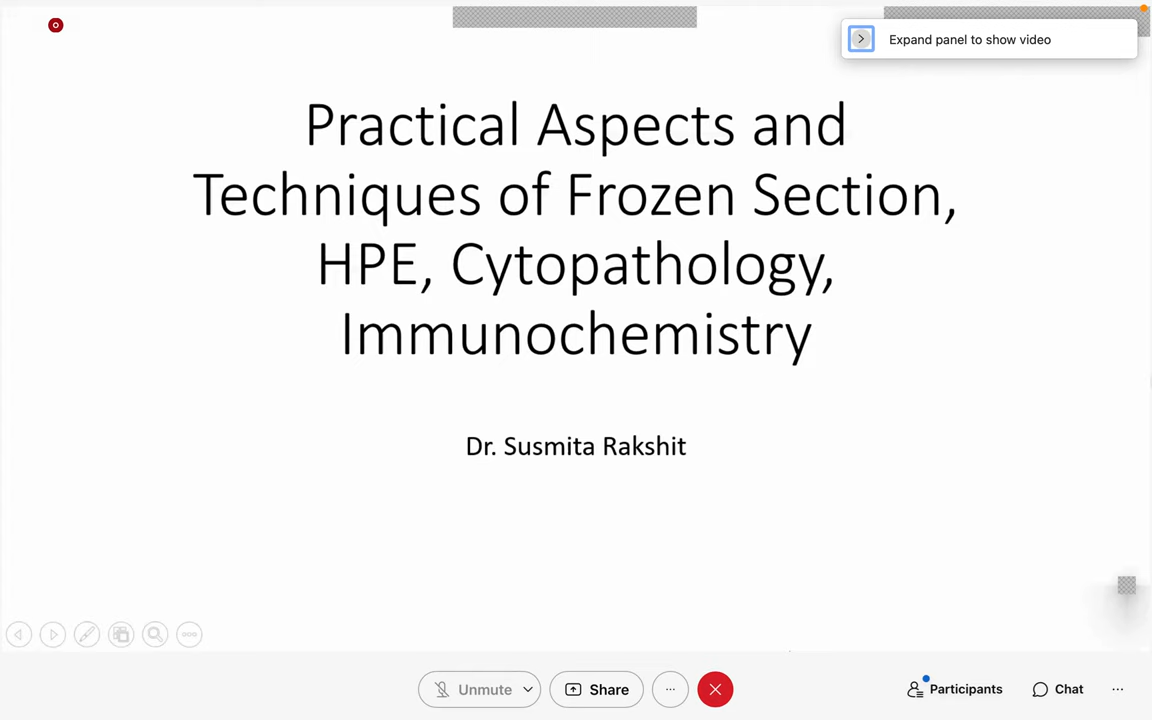 Expand panel to show video
Practical Aspects and
Techniques of Frozen Section,
HPE, Cytopathology,
Immunochemistry
Dr. Susmita Rakshit
Unmute
Share
Participants
Chat